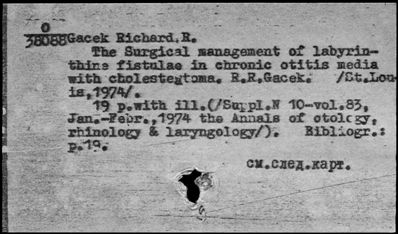 0
38088 Gacek Richard.R.
The Surgical management of labyrin-
thine fistulae in chronic otitis media
with cholesteatoma. R.R.Gacek. /St.Lou-
is,1974/.
19 p.with ill.(/Suppl.N 10-vol.83,
Jan.-Febr.,1974 the Annals of otology,
rhinology & laryngology/). Bibliogr.:
p.19.
см.след.карт.